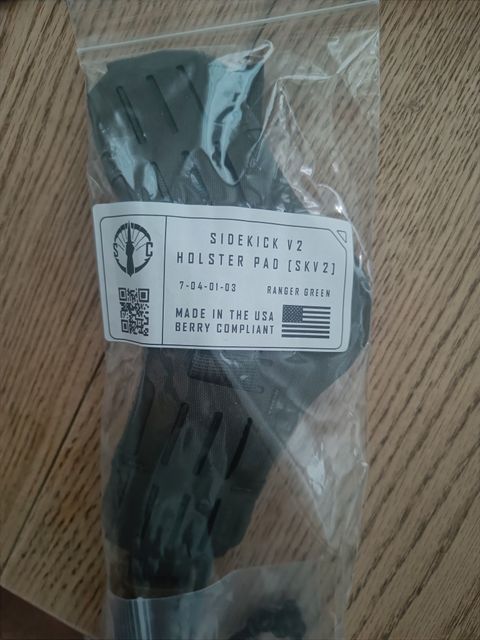 S C
SIDEKICK V2
HOLSTER PAD [SKV2]
7-04-01-03 RANGER GREEN
MADE IN THE USA
BERRY COMPLIANT